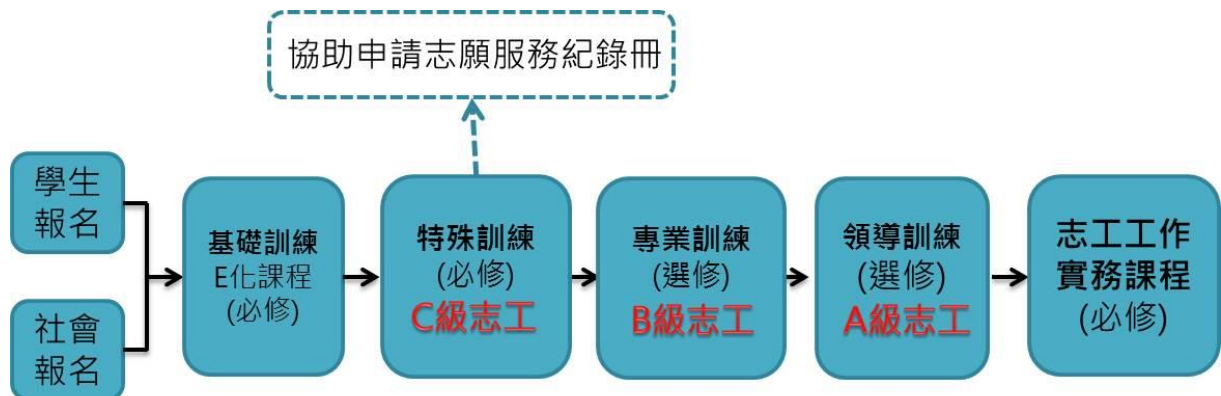 協助申請志願服務紀錄冊
學生
報名
社會
報名
基礎訓練
E化課程
(必修)
特殊訓練
(必修)
C級志工
專業訓練
(選修)
B級志工
領導訓練
(選修)
A級志工
志工工作
實務課程
(必修)